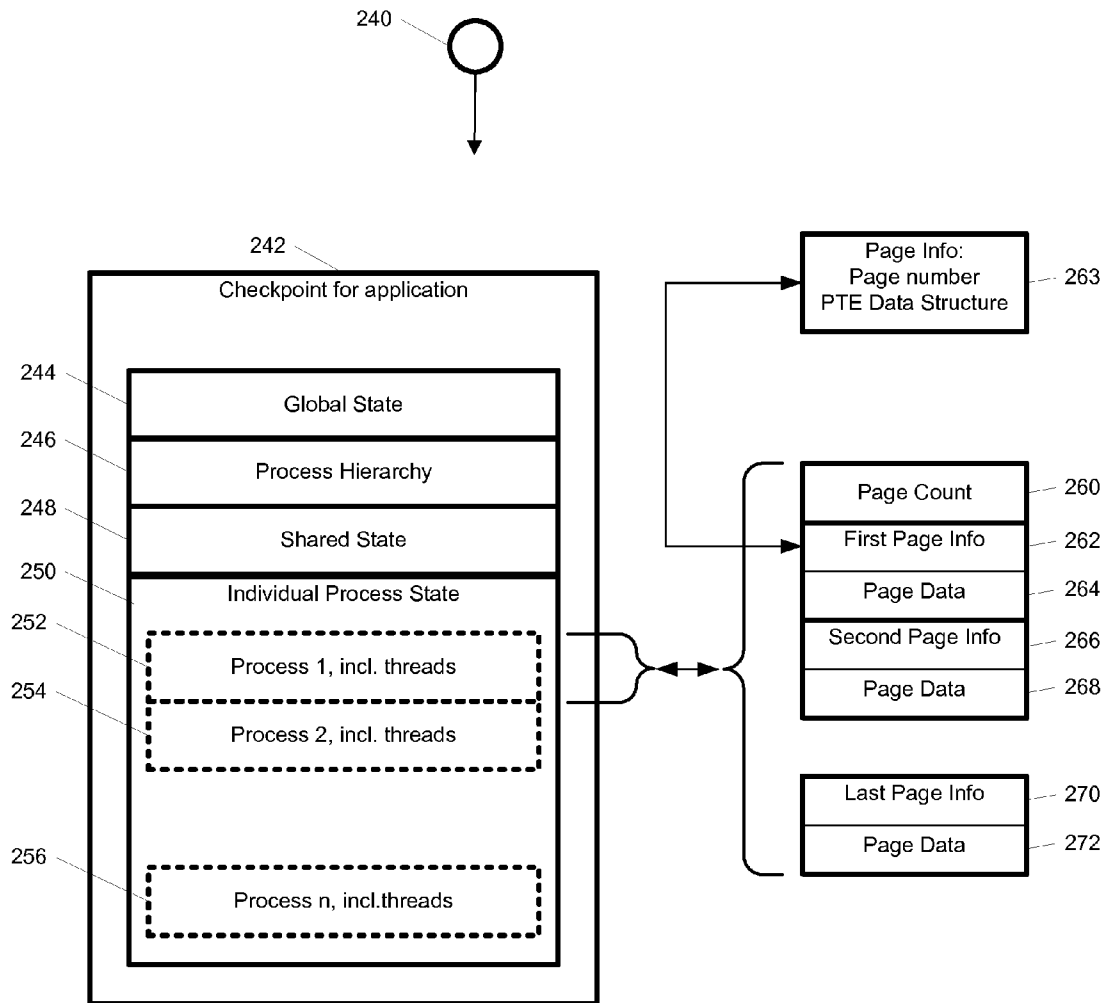 240
242
Checkpoint for application
244
Global State
246
Process Hierarchy
248
Shared State
250
Individual Process State
252
Process 1, incl. threads
254
Process 2, incl. threads
256
Process n, incl.threads
Page Info:
Page number
PTE Data Structure
263
Page Count
260
First Page Info
262
Page Data
264
Second Page Info
266
Page Data
268
Last Page Info
270
Page Data
272